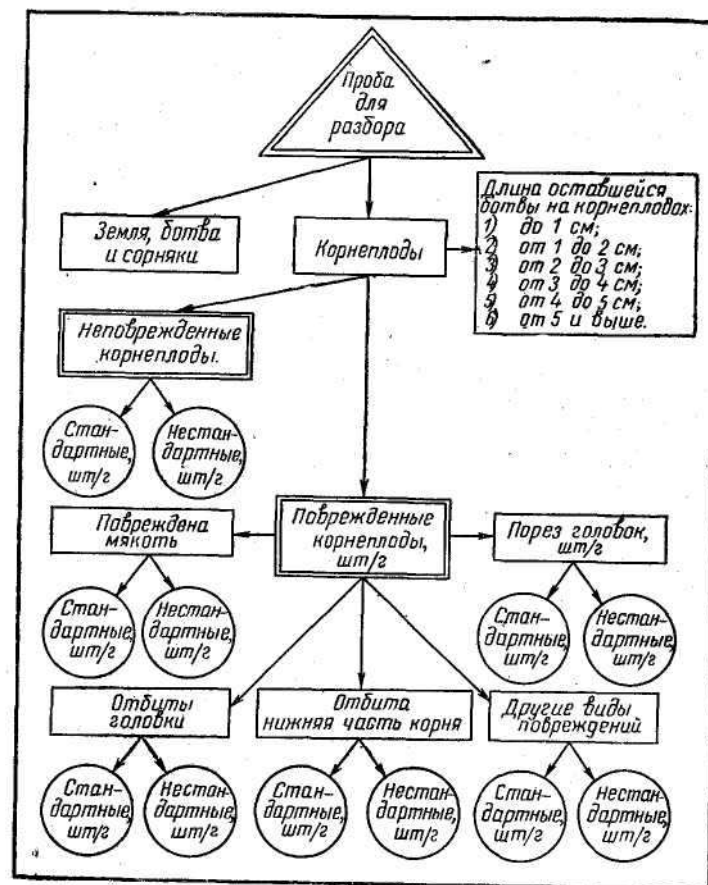 Проба
для
разбора
Земля, ботва
и сорняки
Корнеплоды
Длина оставшейся
ботвы на корнеплодах:
1) до 1 см;
2) от 1 до 2 см;
3) от 2 до 3 см;
4) от 3 до 4 см;
5) от 4 до 5 см;
6) от 5 и выше.
Неповрежденные
корнеплоды.
Стан-
дартные,
шт/г
Нестан-
дартные,
шт/г
Повреждена
мякоть
Поврежденные
корнеплоды,
шт/г
Порез головок,
шт/г
Стан-
дартные,
шт/г
Нестан-
дартные,
шт/г
Стан-
дартные,
шт/г
Нестан-
дартные,
шт/г
Отбиты
головки
Отбита
нижняя часть корня
Другие виды
повреждений
Стан-
дартные,
шт/г
Нестан-
дартные,
шт/г
Стан-
дартные,
шт/г
Нестан-
дартные,
шт/г
Стан-
дартные,
шт/г
Нестан-
дартные,
шт/г